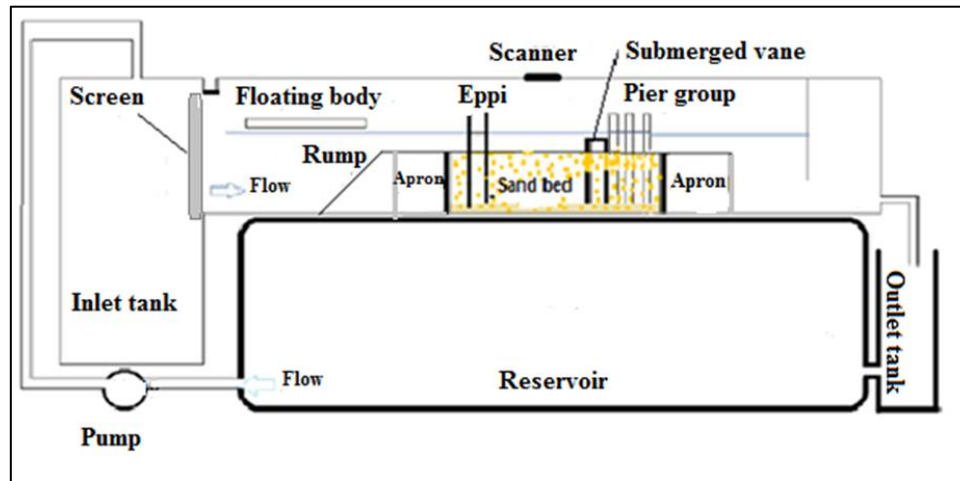 Scanner
Submerged vane
Screen
Floating body
Eppi
Pier group
Rump
Flow
Apron
Sand bed
Apron
Inlet tank
Outlet tank
Flow
Reservoir
Pump